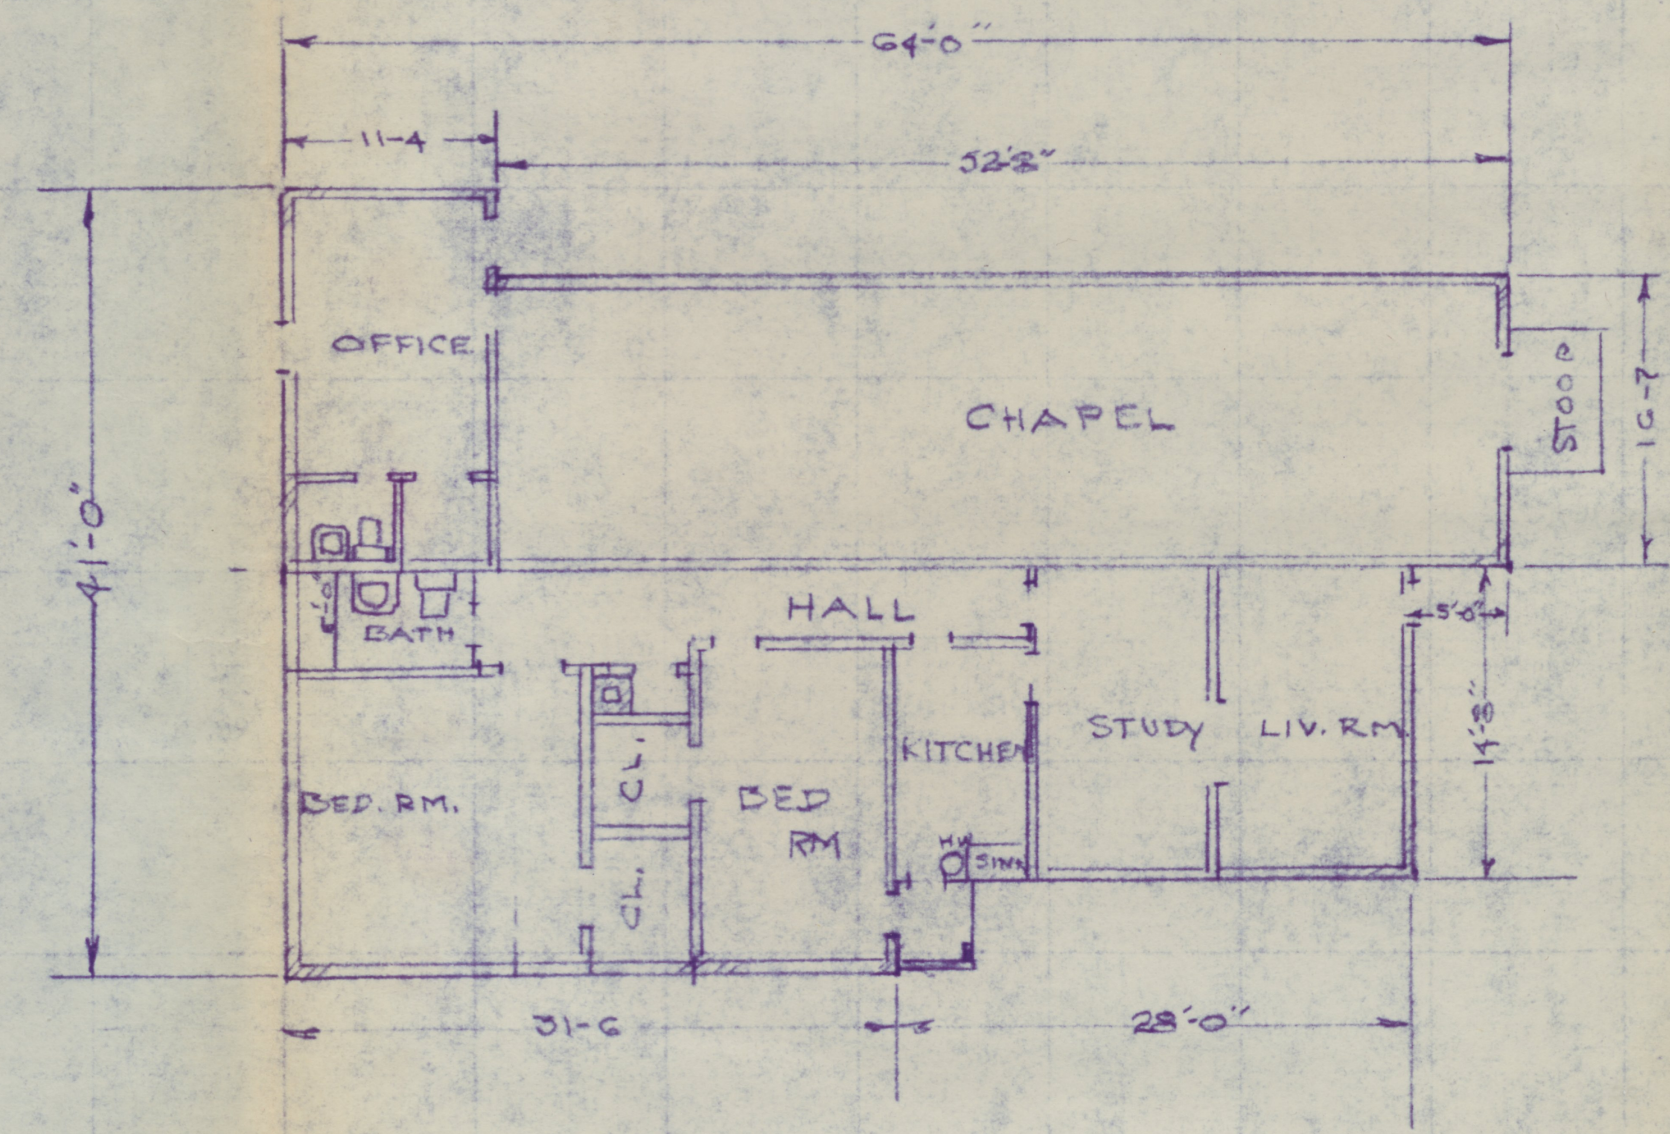 64'-0"
11-4
52'-8"
OFFICE
CHAPEL
STOOP
16-7
41'-0"
HALL
5'-0"
BATH
STUDY
LIV. RM.
14'-8"
KITCHEN
CL.
BED. RM.
BED
RM
HW
SINK
CL.
31-6
28'-0"